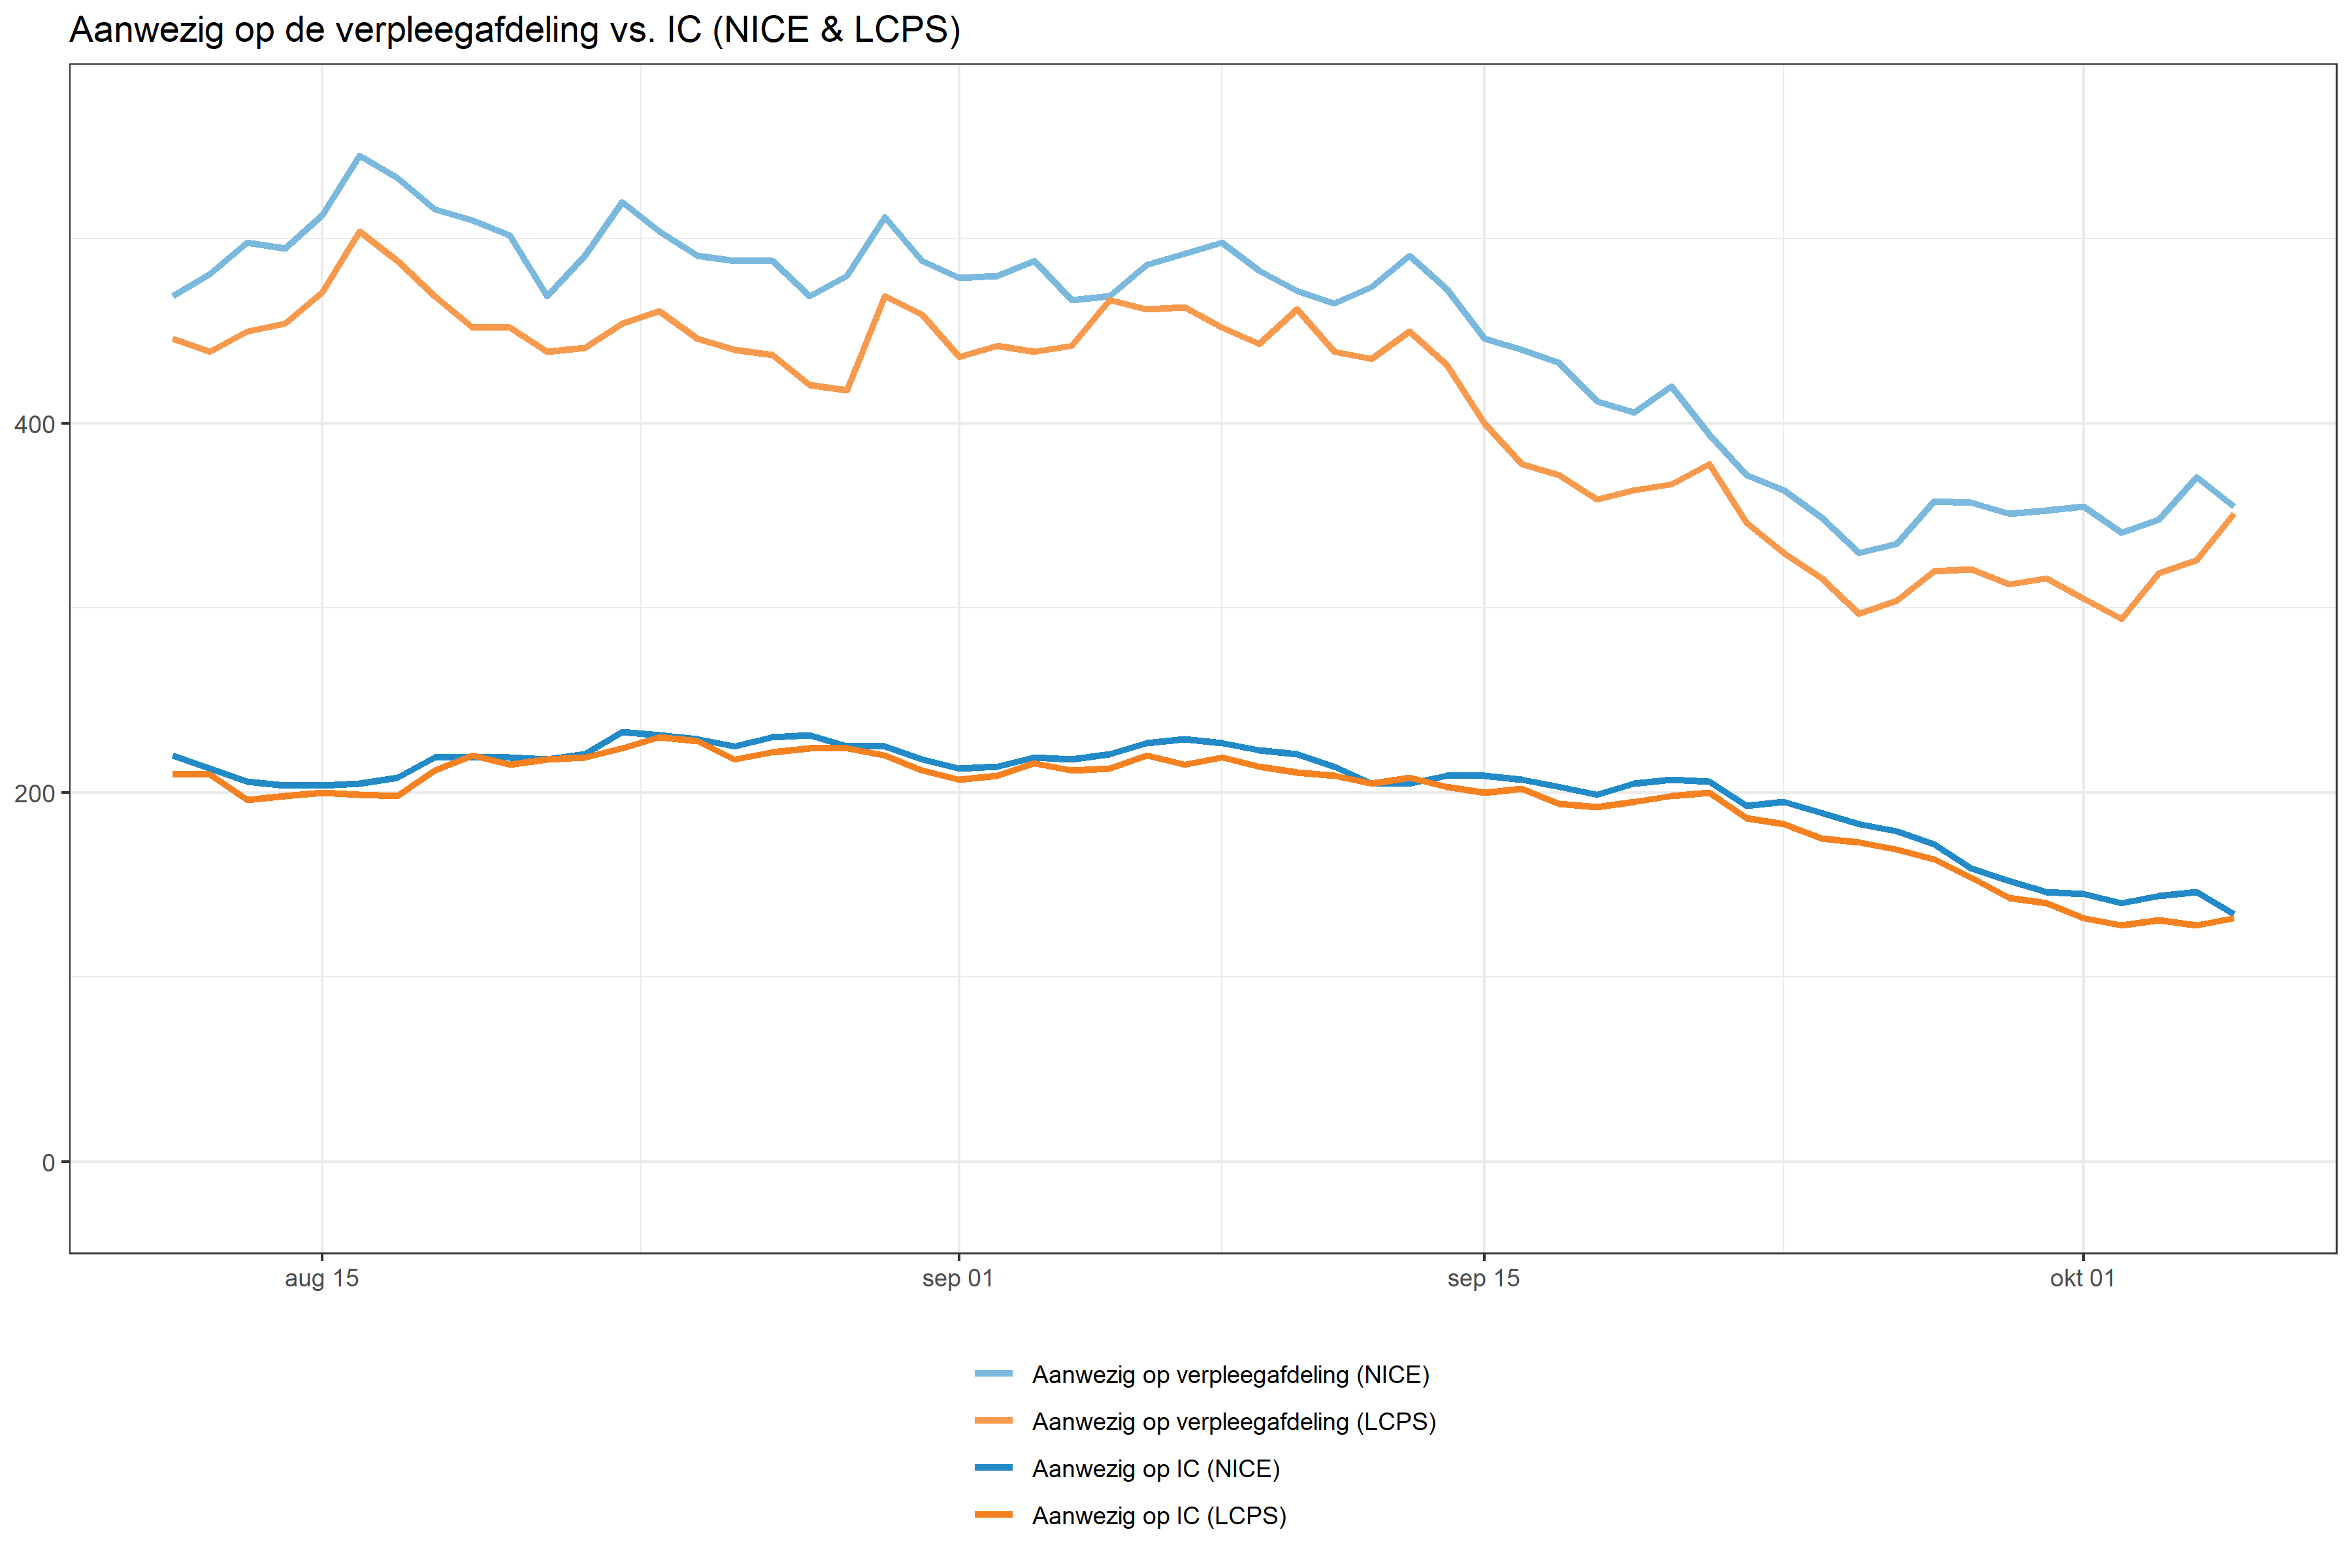 Aanwezig op de verpleegafdeling vs. IC (NICE & LCPS)
400
200
0
aug 15 sep 01 sep 15 okt 01
Aanwezig op verpleegafdeling (NICE)
Aanwezig op verpleegafdeling (LCPS)
Aanwezig op IC (NICE)
Aanwezig op IC (LCPS)